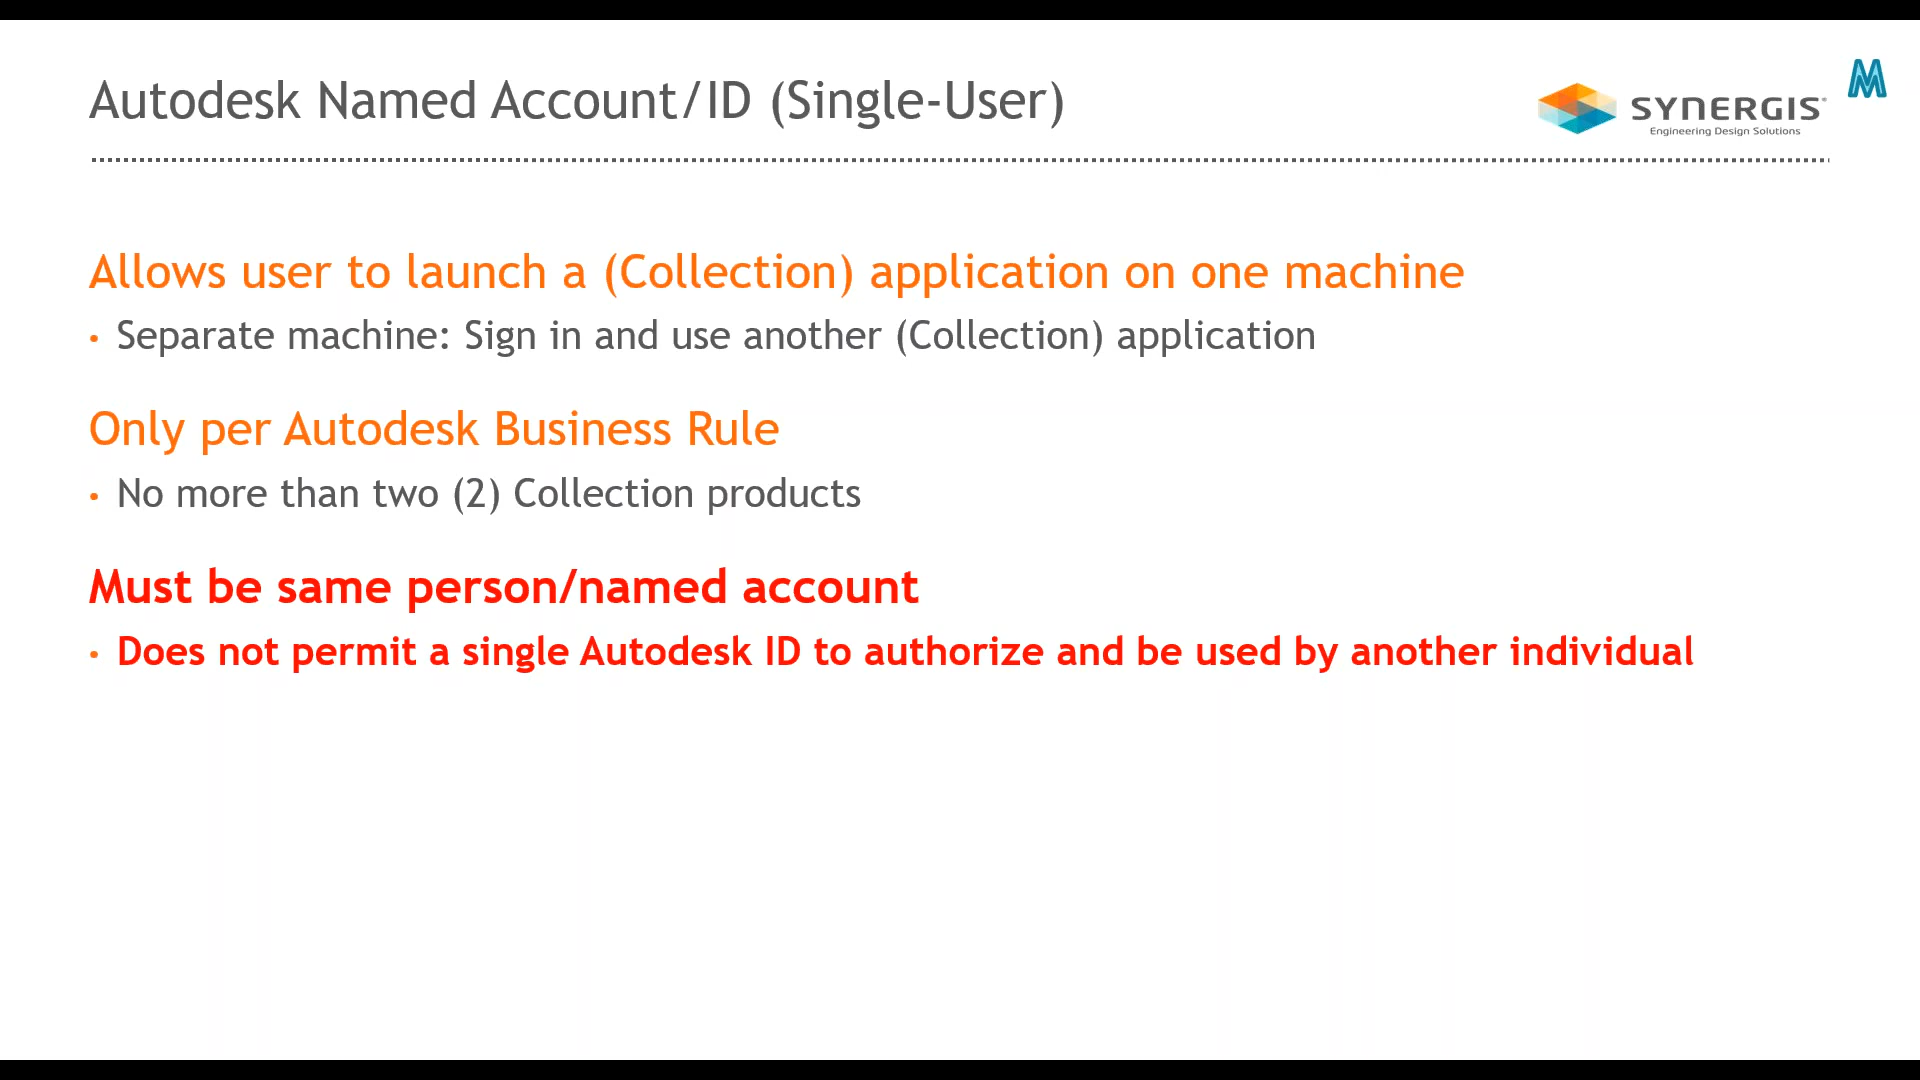 Autodesk Named Account/ID (Single-User)
SYNERGIS
Engineering Design Solutions
Allows user to launch a (Collection) application on one machine
• Separate machine: Sign in and use another (Collection) application
Only per Autodesk Business Rule
• No more than two (2) Collection products
Must be same person/named account
• Does not permit a single Autodesk ID to authorize and be used by another individual